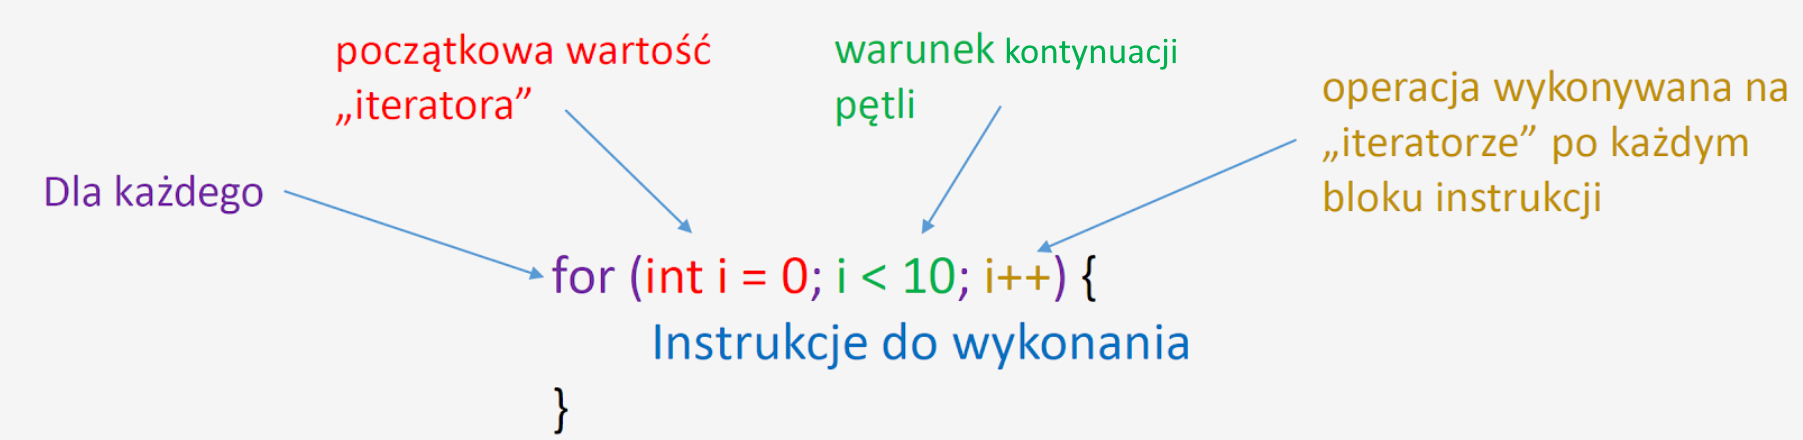 początkowa wartość
„iteratora”
warunek kontynuacji
pętli
operacja wykonywana na
„iteratorze” po każdym
bloku instrukcji
Dla każdego
for (int i = 0; i < 10; i++) {
Instrukcje do wykonania
}